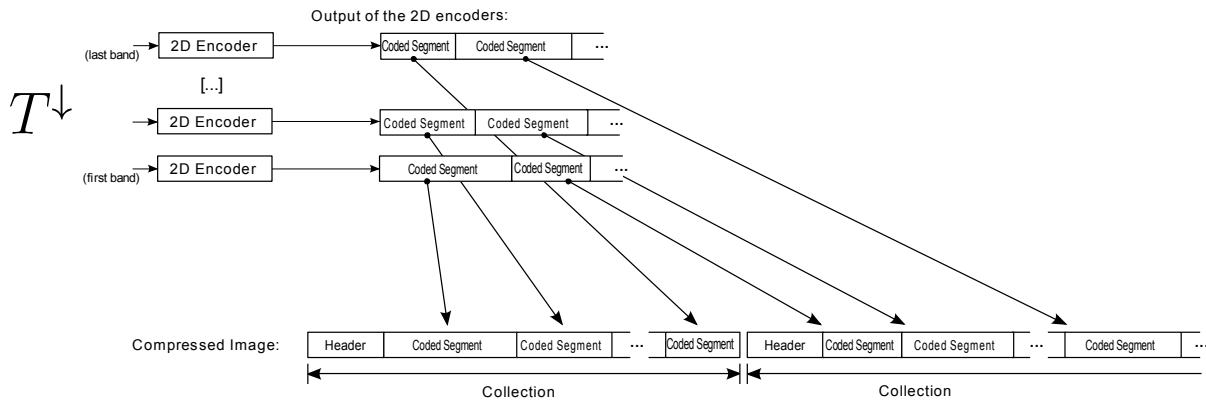 Output of the 2D encoders:
(last band) 2D Encoder Coded Segment Coded Segment ...
[...]
T↓
2D Encoder Coded Segment Coded Segment ...
(first band) 2D Encoder Coded Segment Coded Segment ...
Compressed Image: Header Coded Segment Coded Segment ... Coded Segment Header Coded Segment Coded Segment ... Coded Segment ...
Collection Collection